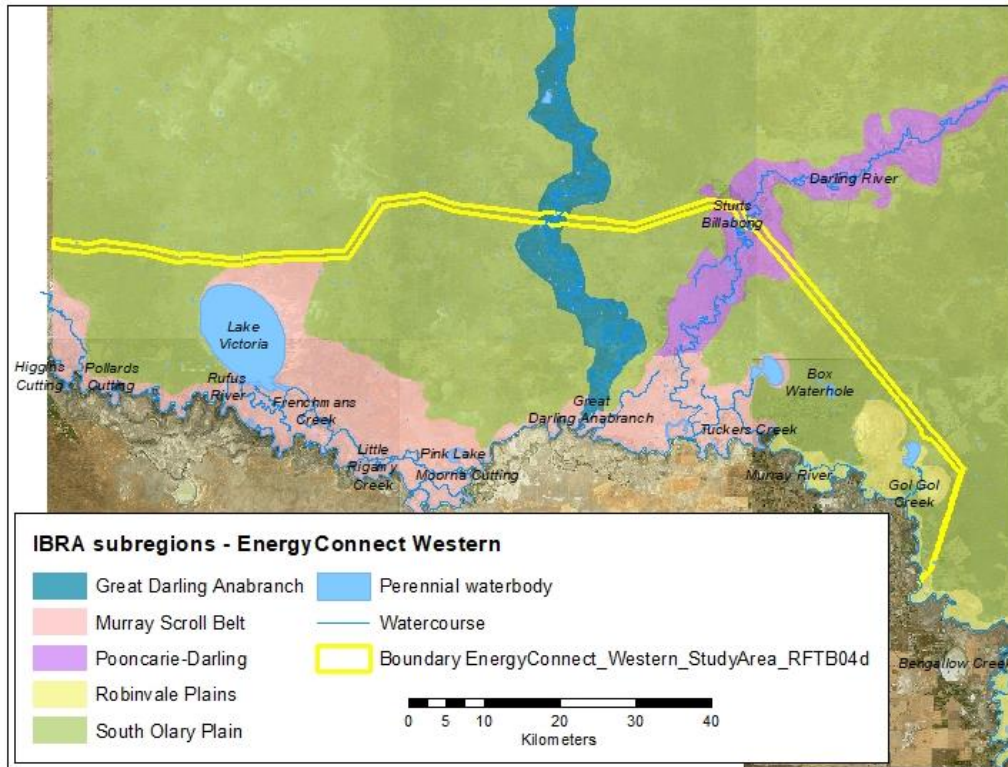 Darling River
Sturts
Billabong
Lake
Victoria
Higgins
Cutting
Pollards
Cutting
Rufus
River
Frenchmans
Creek
Great
Darling Anabranch
Box
Waterhole
Tuckers Creek
Little
Rigamy
Creek
Pink Lake
Moorna Cutting
Murray River
Gol Gol
Creek
Bengallow Creek
IBRA subregions - EnergyConnect Western
Great Darling Anabranch
Murray Scroll Belt
Pooncarie-Darling
Robinvale Plains
South Olary Plain
Perennial waterbody
Watercourse
Boundary EnergyConnect_Western_StudyArea_RFTB04d
0 5 10 20 30 40
Kilometers